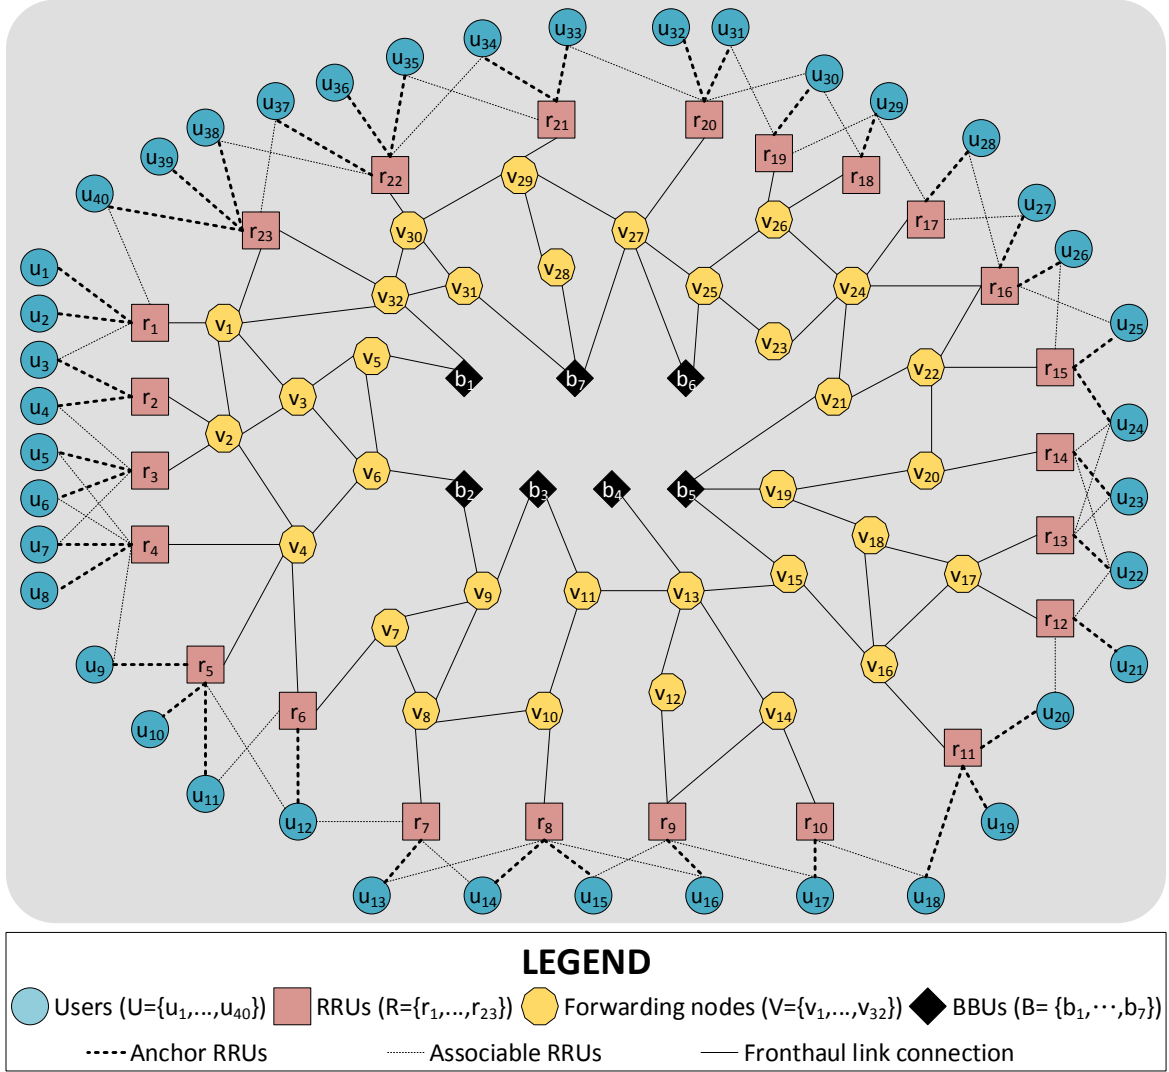 u32 u31
u33
u34
u35
u30
u36
u29
u37
r21 r20
u38
u28
r19
u39
r22 v29 r18
u40
u27
r23 v30 v27 v26 r17
u26
u1
v28
v32 v31 v25 v24 r16
u2
r1 v1
u25
v23
u3
v5
b1 b7 b6
v22 r15
r2 v3
v21
u4
u24
v2
u5
r14
r3 v6
v20
u6
b2 b3 b4 b5 v19
u23
r13
v18
u7 r4 v4
u22
v17
u8
v9 v11 v13 v15
r12
v7
u9 r5
v16
u21
v12
r6 v8 v10 v14
u20
u10
r11
u11
u12 r7 r8 r9 r10
u19
u13 u14 u15 u16 u17 u18
LEGEND
Users (U={u1,...,u40}) RRUs (R={r1,...,r23}) Forwarding nodes (V={v1,...,v32}) BBUs (B= {b1,⋯,b7})
Anchor RRUs Associable RRUs Fronthaul link connection